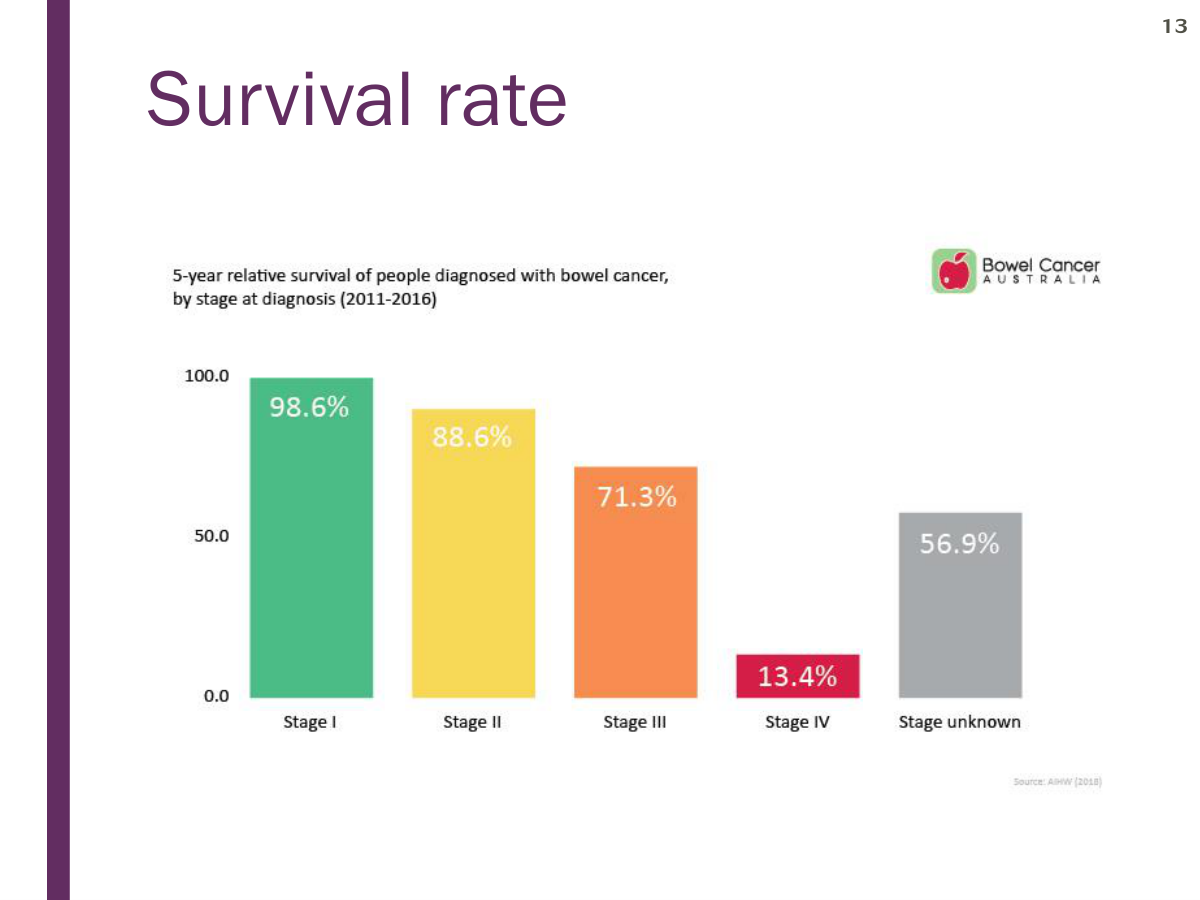 13
Survival rate
5-year relative survival of people diagnosed with bowel cancer,
by stage at diagnosis (2011-2016)
Bowel Cancer
AUSTRALIA
100.0
50.0
0.0
98.6%
88.6%
71.3%
13.4%
56.9%
Stage I
Stage II
Stage III
Stage IV
Stage unknown
Source: AIHW (2018)